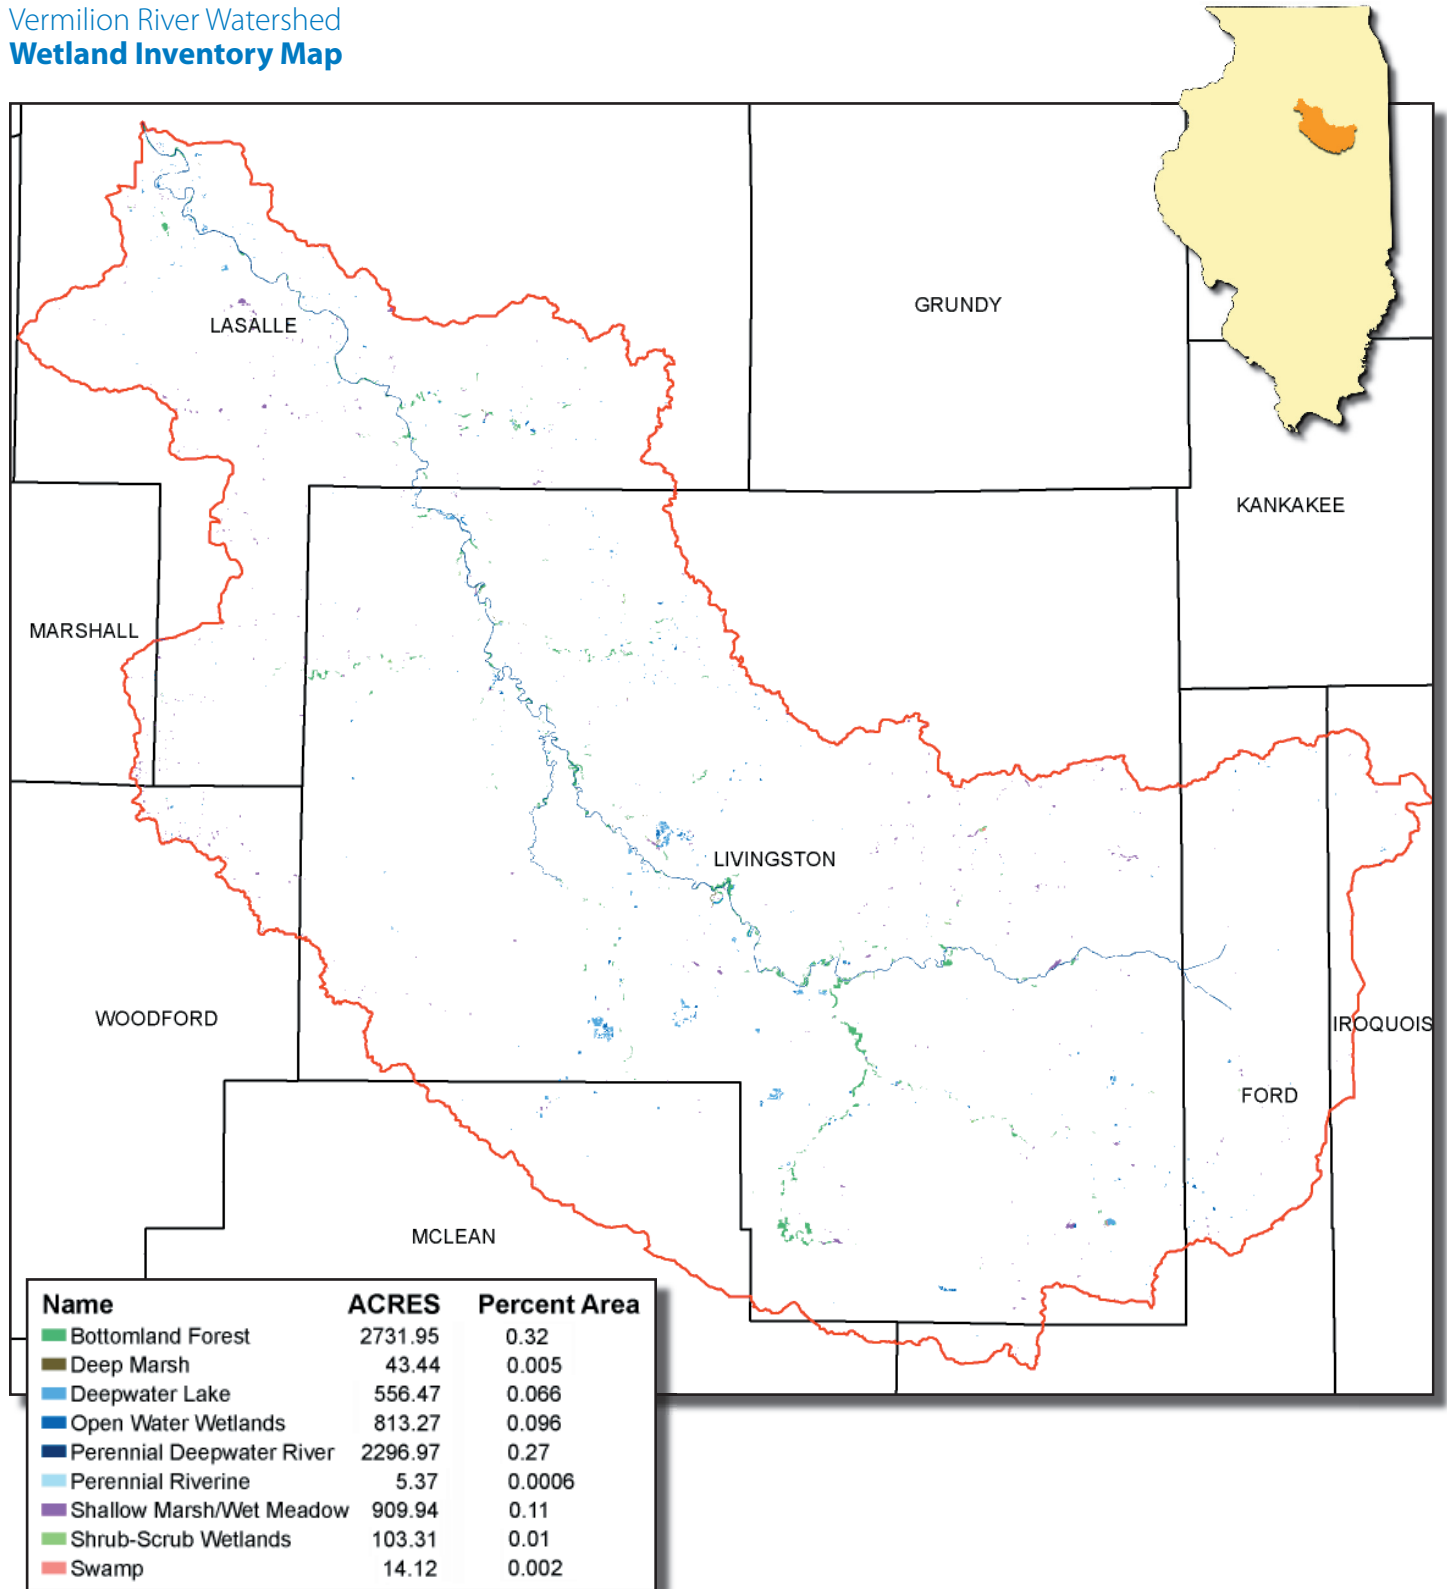 Vermilion River Watershed
Wetland Inventory Map
GRUNDY
LASALLE
KANKAKEE
MARSHALL
LIVINGSTON
WOODFORD
IROQUOIS
FORD
MCLEAN
Name ACRES Percent Area
Bottomland Forest 2731.95 0.32
Deep Marsh 43.44 0.005
Deepwater Lake 556.47 0.066
Open Water Wetlands 813.27 0.096
Perennial Deepwater River 2296.97 0.27
Perennial Riverine 5.37 0.0006
Shallow Marsh/Wet Meadow 909.94 0.11
Shrub-Scrub Wetlands 103.31 0.01
Swamp 14.12 0.002